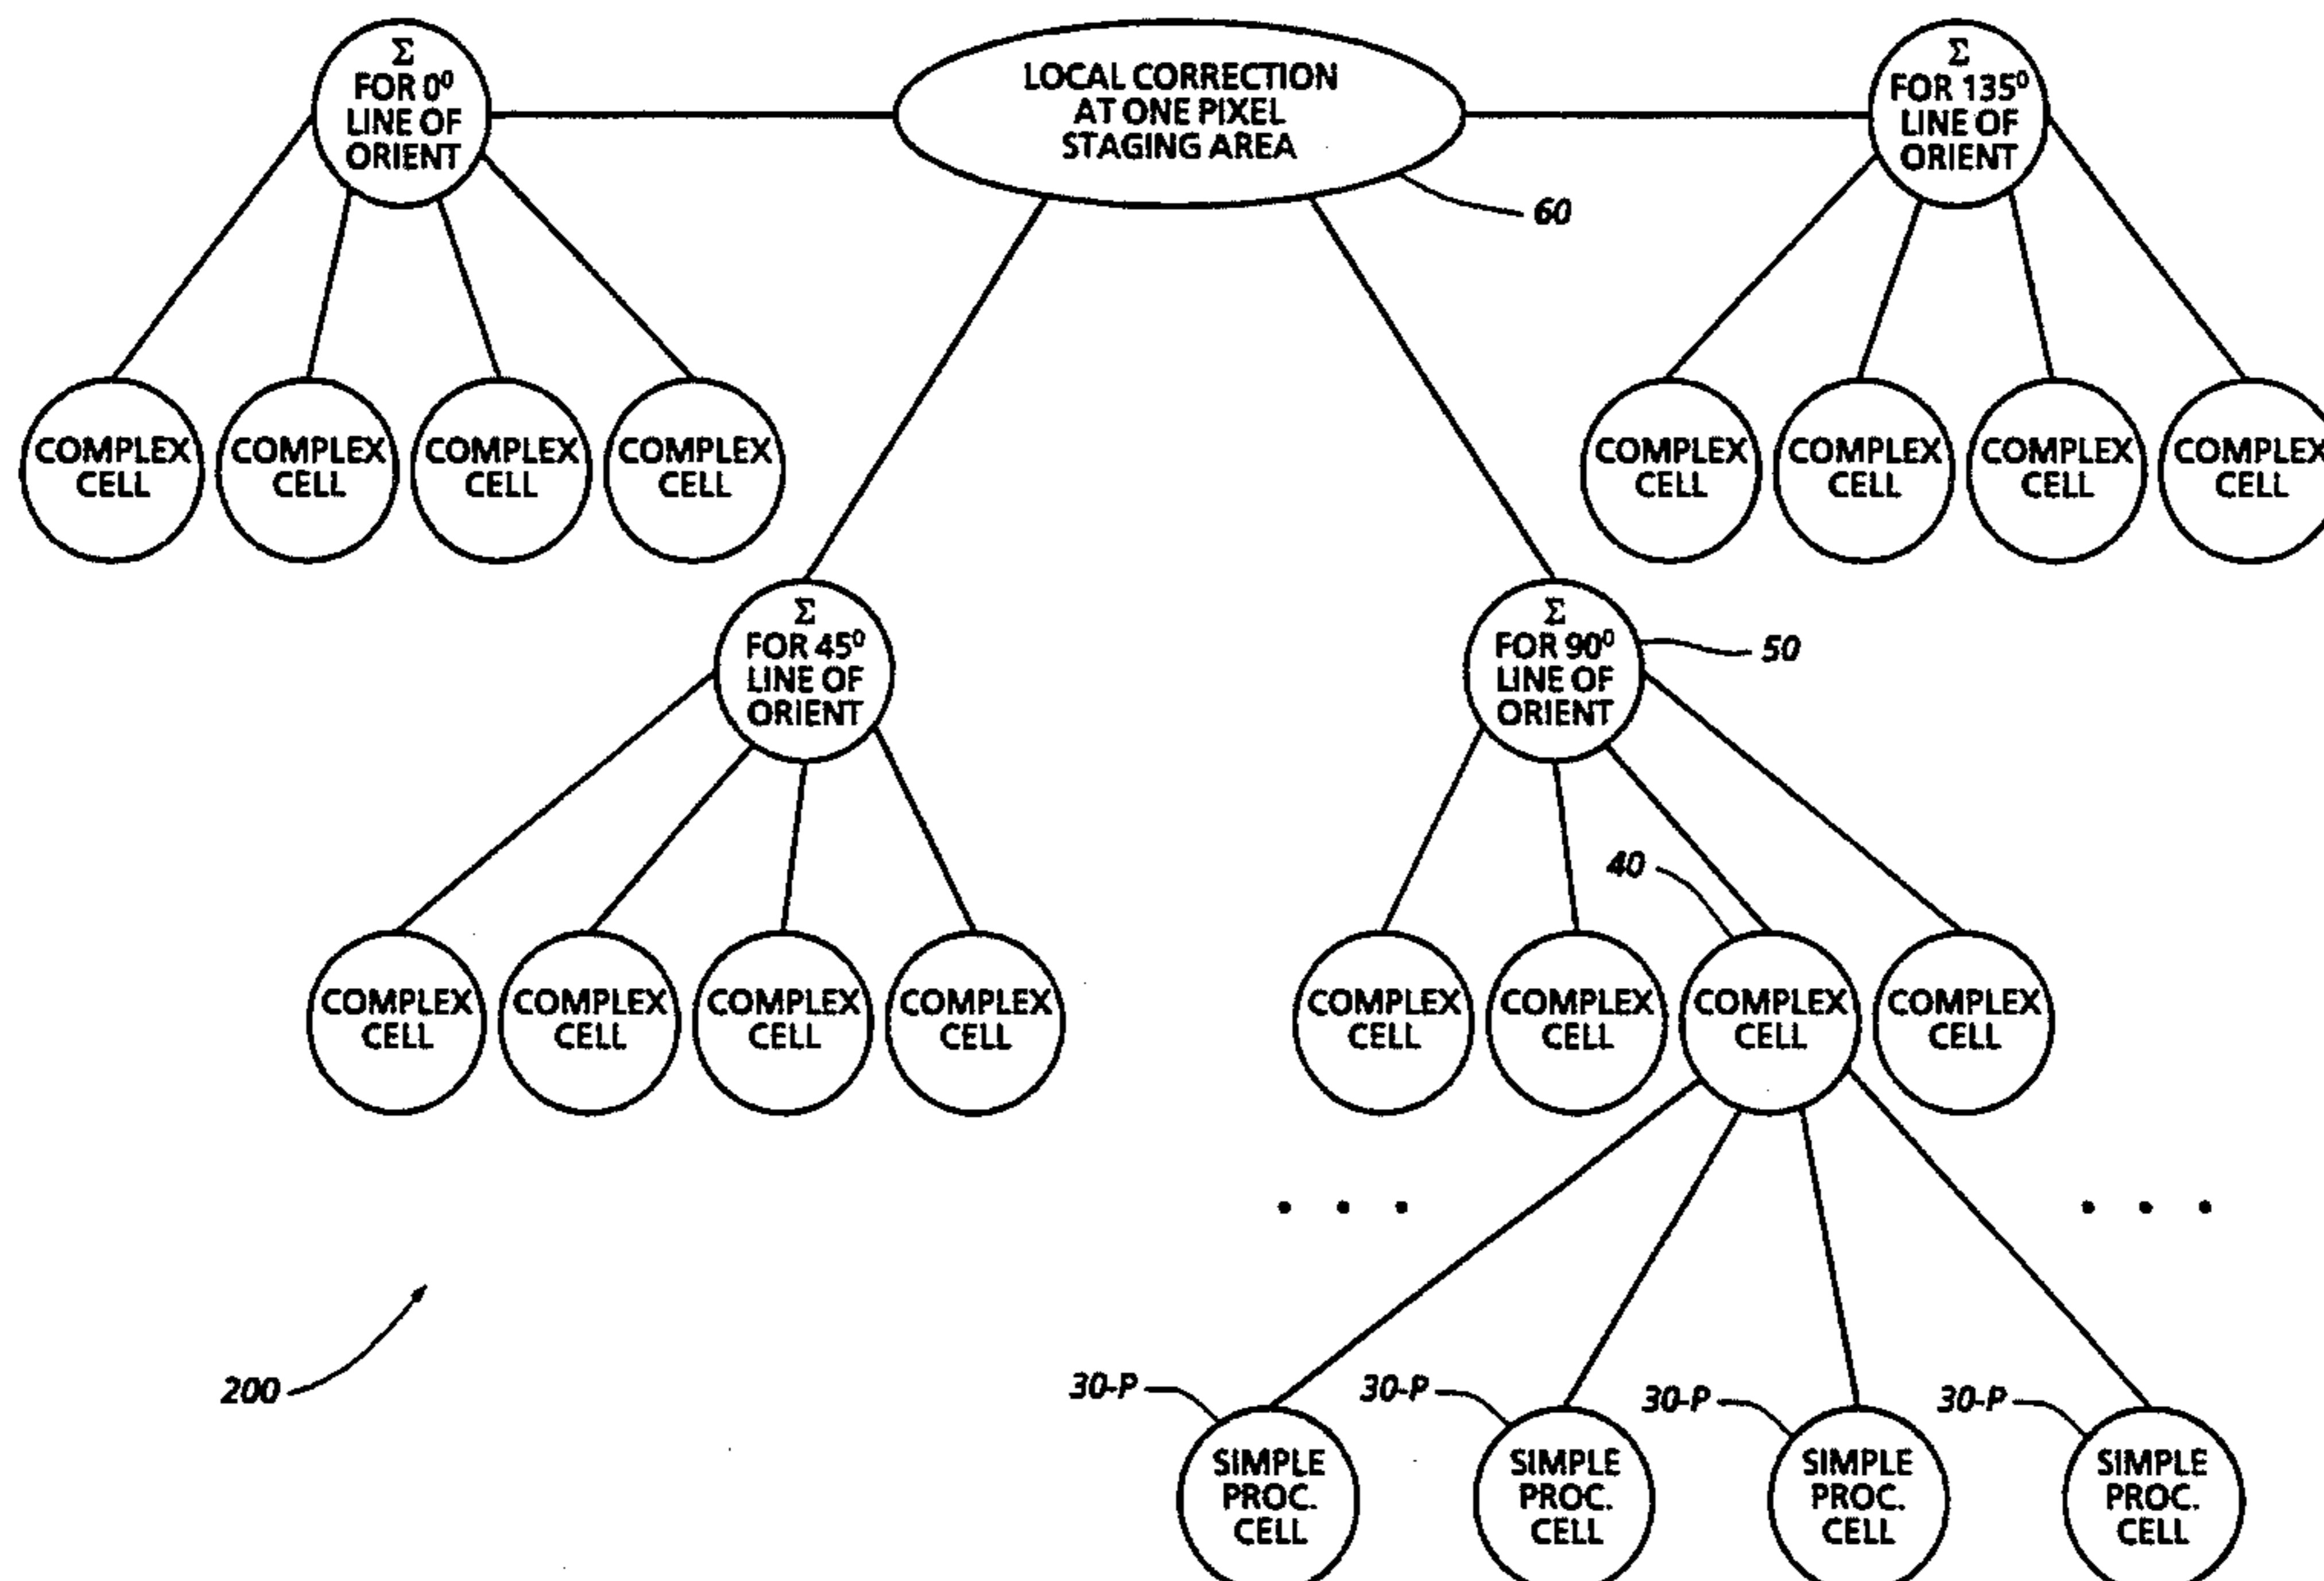 Σ
FOR 0⁰
LINE OF
ORIENT
LOCAL CORRECTION
AT ONE PIXEL
STAGING AREA
Σ
FOR 135⁰
LINE OF
ORIENT
60
COMPLEX
CELL
COMPLEX
CELL
COMPLEX
CELL
COMPLEX
CELL
COMPLEX
CELL
COMPLEX
CELL
COMPLEX
CELL
COMPLEX
CELL
Σ
FOR 45⁰
LINE OF
ORIENT
Σ
FOR 90⁰
LINE OF
ORIENT
50
40
COMPLEX
CELL
COMPLEX
CELL
COMPLEX
CELL
COMPLEX
CELL
COMPLEX
CELL
COMPLEX
CELL
COMPLEX
CELL
COMPLEX
CELL
. . .
. . .
200
30-P
30-P
30-P
30-P
SIMPLE
PROC.
CELL
SIMPLE
PROC.
CELL
SIMPLE
PROC.
CELL
SIMPLE
PROC.
CELL